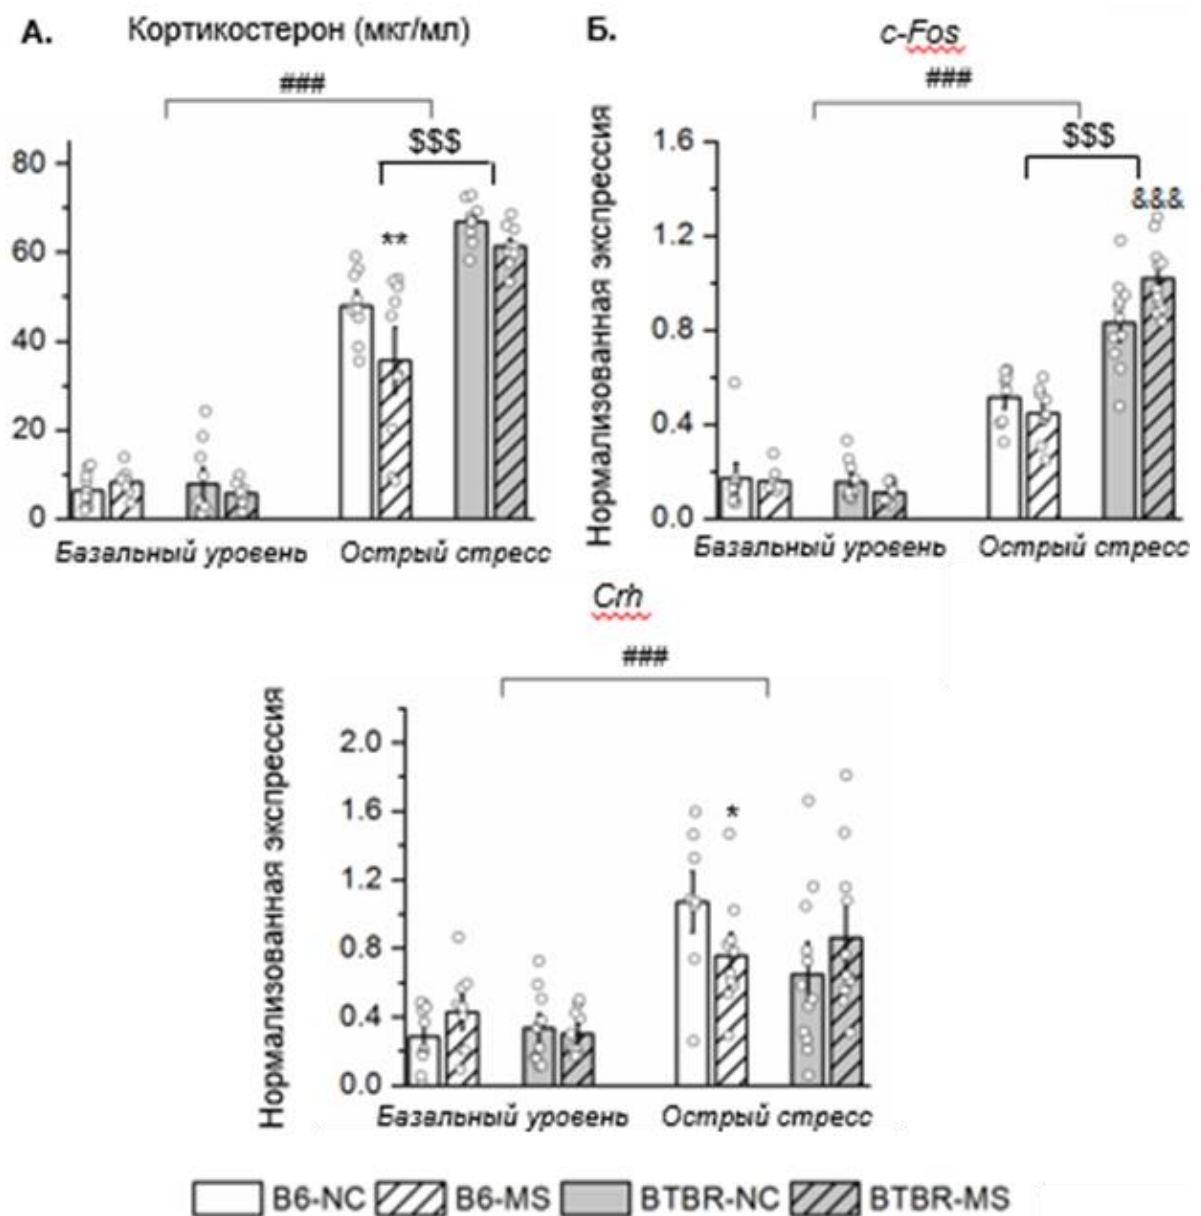 А. Кортикостерон (мкг/мл)
###
$$$
**
80
60
40
20
0
Базальный уровень Острый стресс
Б. c-Fos
###
$$$
&&&
Нормализованная экспрессия
1.6
1.2
0.8
0.4
0.0
Базальный уровень Острый стресс
Crh
###
*
Нормализованная экспрессия
2.0
1.6
1.2
0.8
0.4
0.0
Базальный уровень Острый стресс
B6-NC B6-MS BTBR-NC BTBR-MS